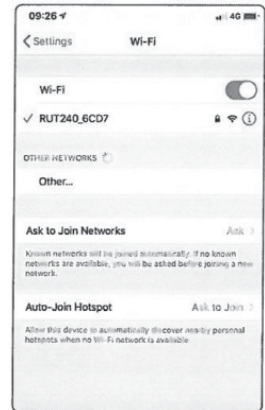 09:26 4G
Settings Wi-Fi
Wi-Fi
RUT240_6CD7
OTHER NETWORKS
Other...
Ask to Join Networks Ask
Known networks will be joined automatically. If no known
networks are available, you will be asked before joining a new
network.
Auto-Join Hotspot Ask to Join
Allow this device to automatically discover nearby personal
hotspots when no Wi-Fi network is available.